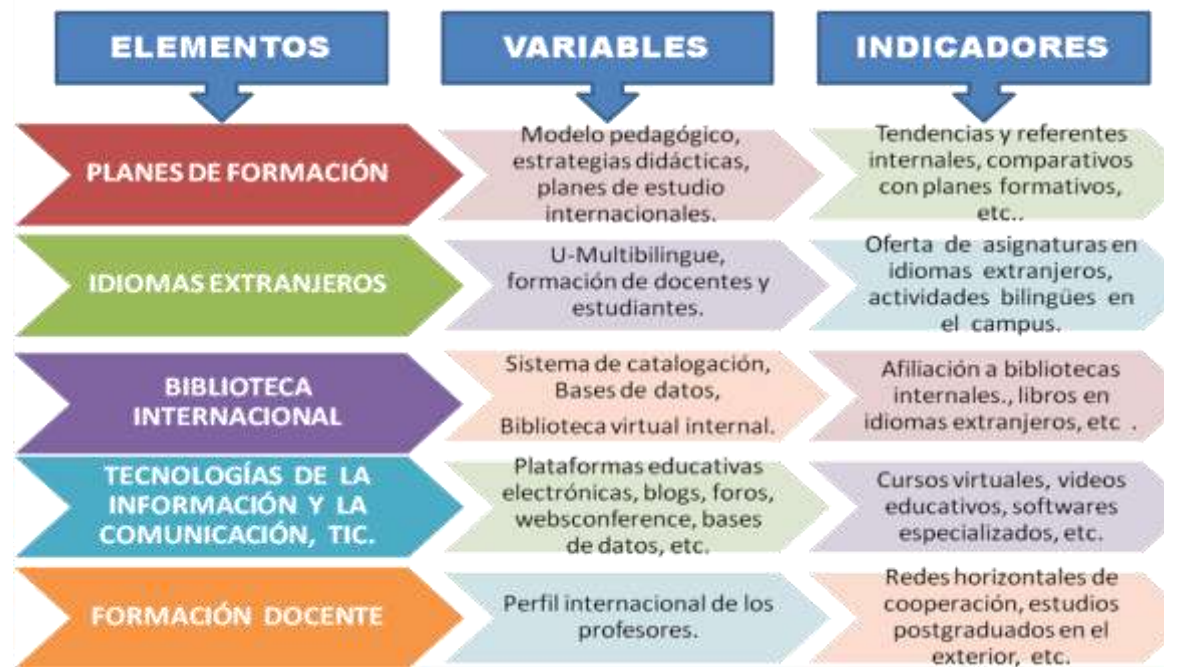 ELEMENTOS
VARIABLES
INDICADORES
PLANES DE FORMACIÓN
Modelo pedagógico,
estrategias didácticas,
planes de estudio
internacionales.
Tendencias y referentes
internales, comparativos
con planes formativos,
etc..
IDIOMAS EXTRANJEROS
U-Multibilingue,
formación de docentes y
estudiantes.
Oferta de asignaturas en
idiomas extranjeros,
actividades bilingües en
el campus.
BIBLIOTECA
INTERNACIONAL
Sistema de catalogación,
Bases de datos,
Biblioteca virtual internal.
Afiliación a bibliotecas
internales., libros en
idiomas extranjeros, etc .
TECNOLOGÍAS DE LA
INFORMACIÓN Y LA
COMUNICACIÓN, TIC.
Plataformas educativas
electrónicas, blogs, foros,
websconference, bases
de datos, etc.
Cursos virtuales, videos
educativos, softwares
especializados, etc.
FORMACIÓN DOCENTE
Perfil internacional de los
profesores.
Redes horizontales de
cooperación, estudios
postgraduados en el
exterior, etc.